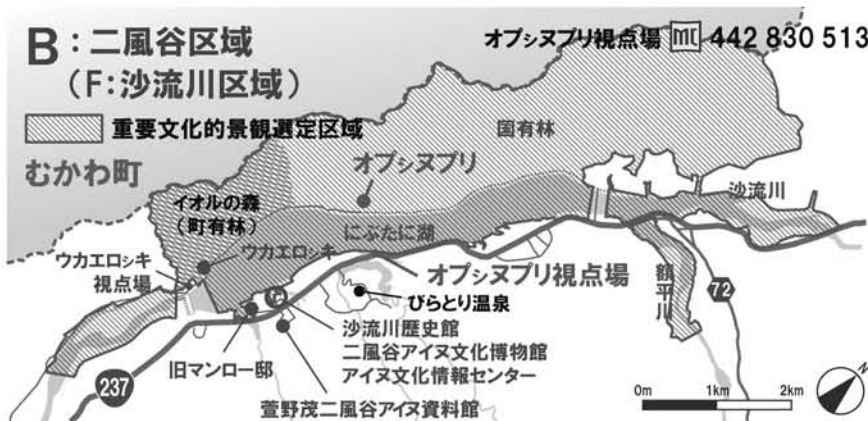 B：二風谷区域
（F：沙流川区域）
オプㇱヌプリ視点場 MC 442 830 513
重要文化的景観選定区域
国有林
むかわ町
オプㇱヌプリ
沙流川
イオルの森
（町有林）
にぶたに湖
ウカエロㇱキ
ウカエロㇱキ
視点場
オプㇱヌプリ視点場
額平川
72
びらとり温泉
沙流川歴史館
二風谷アイヌ文化博物館
アイヌ文化情報センター
旧マンロー邸
237
萱野茂二風谷アイヌ資料館
0m 1km 2km
N